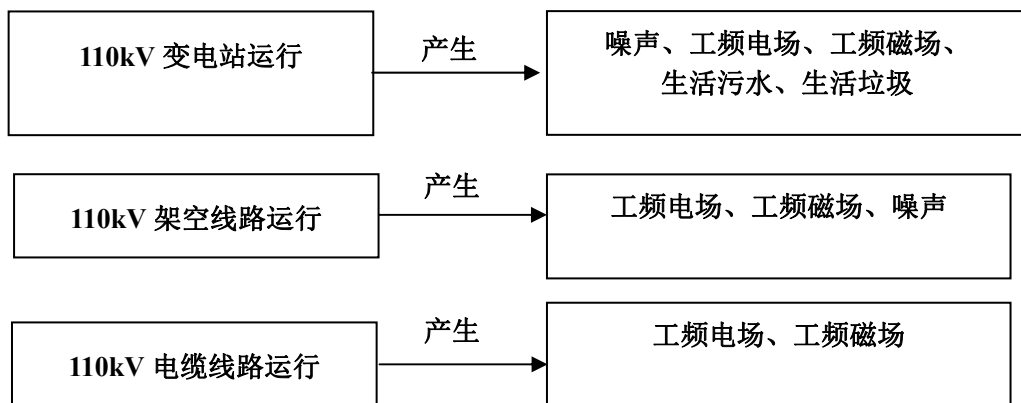 110kV 变电站运行
产生
噪声、工频电场、工频磁场、
生活污水、生活垃圾
110kV 架空线路运行
产生
工频电场、工频磁场、噪声
110kV 电缆线路运行
产生
工频电场、工频磁场